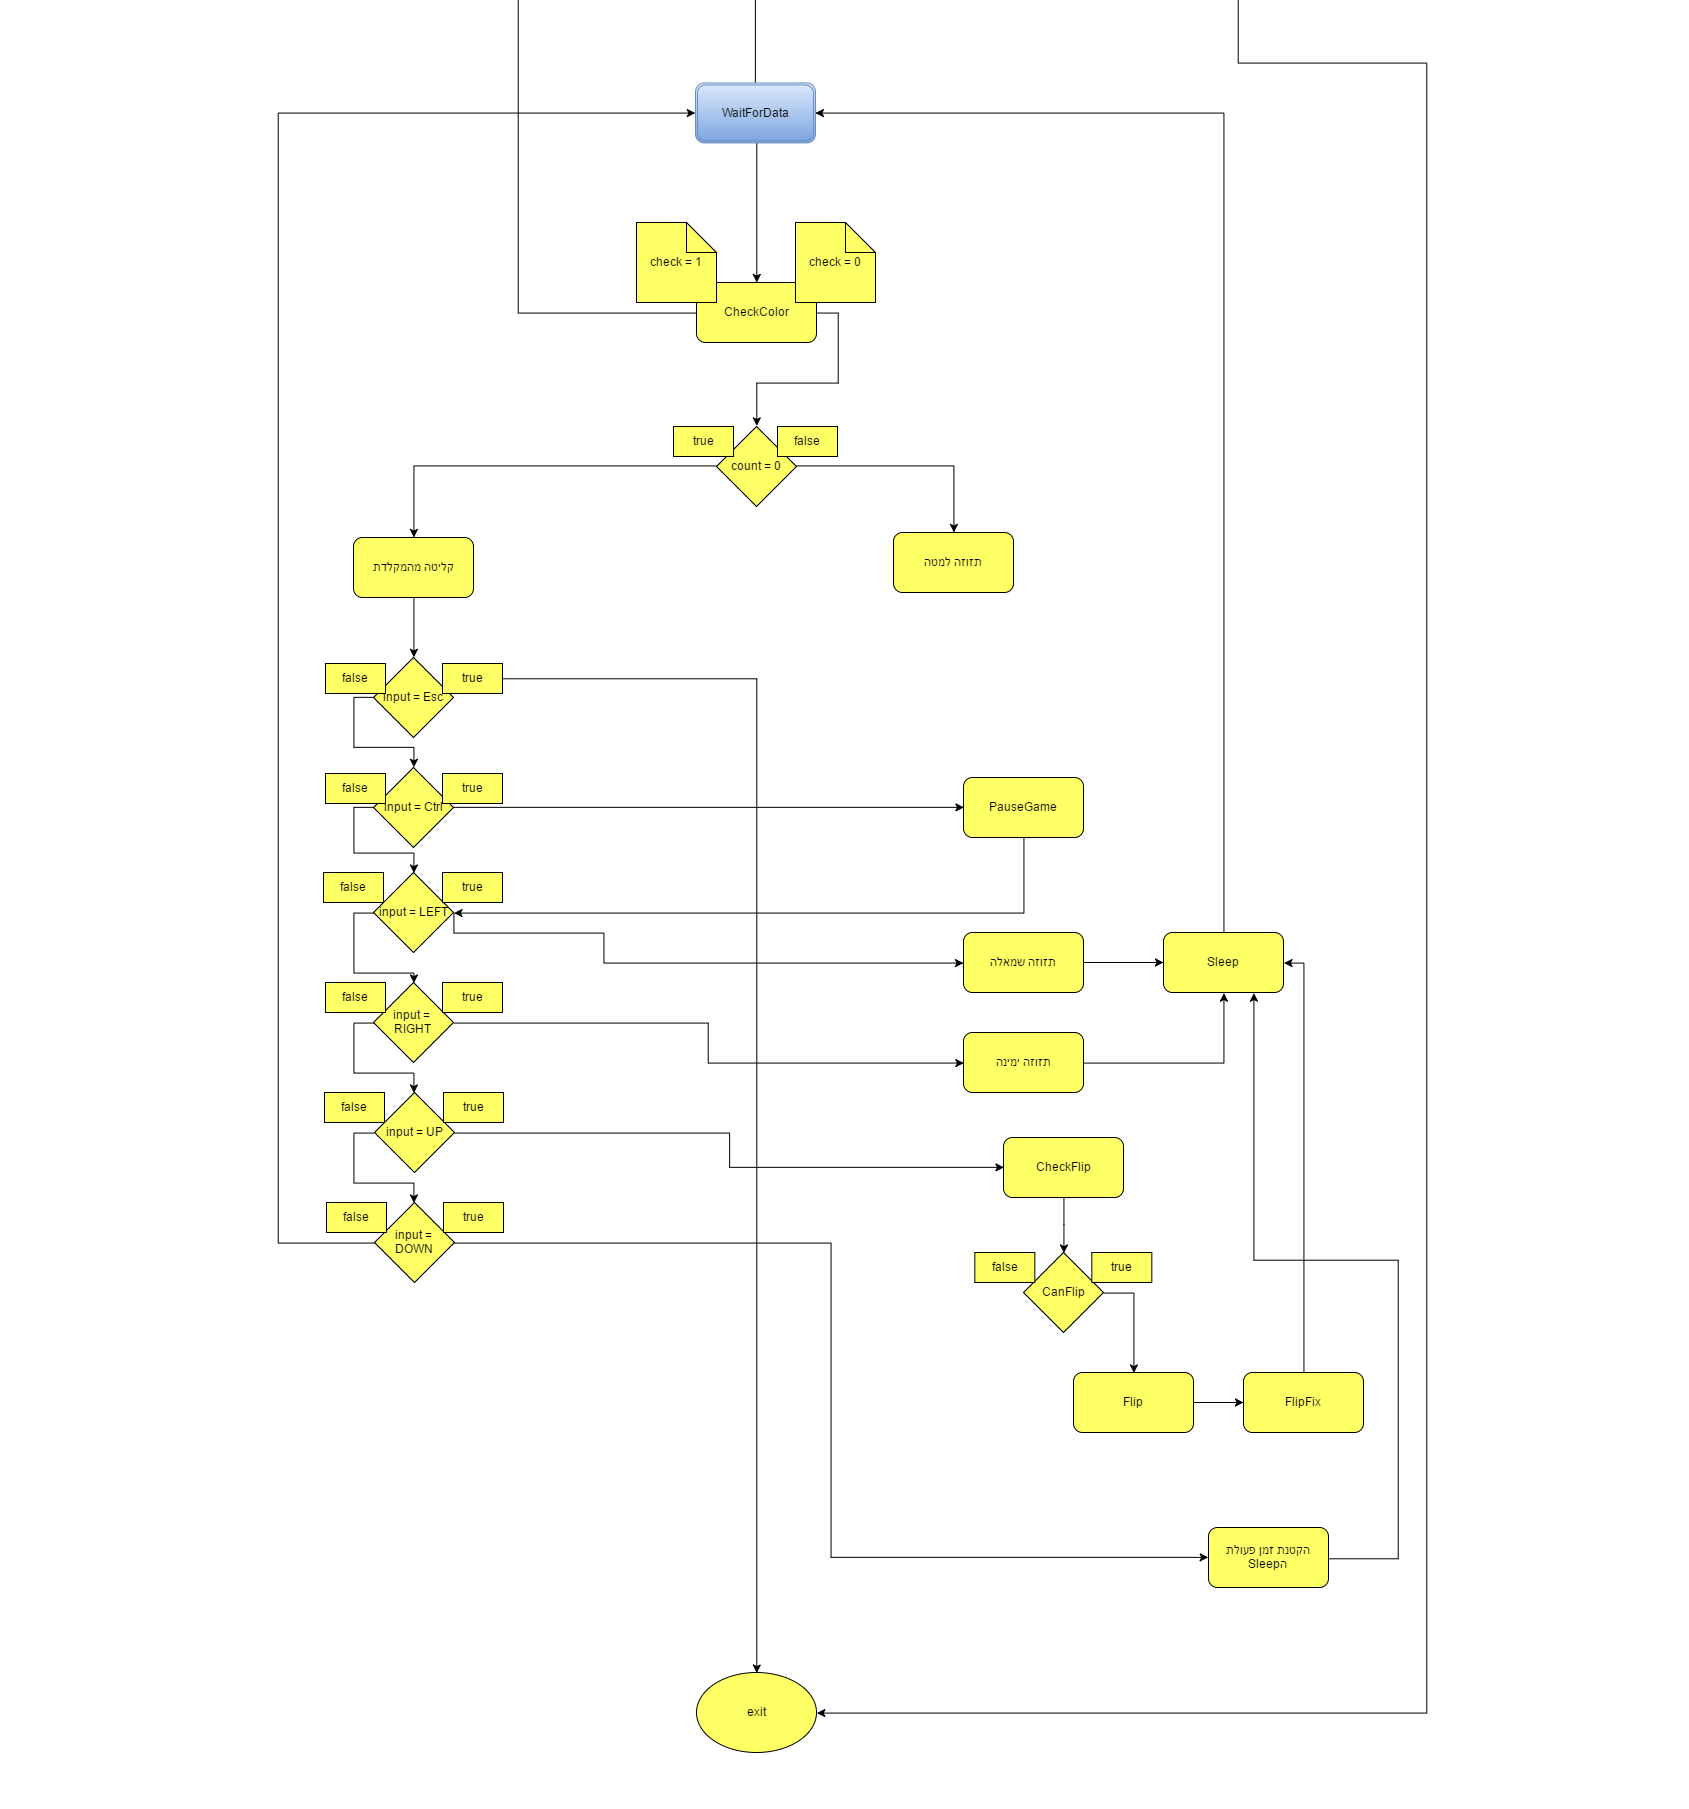 WaitForData
check = 1
check = 0
CheckColor
true
false
count = 0
קליטה מהמקלדת
תזוזה למטה
false
true
input = Esc
false
true
input = Ctrl
PauseGame
false
true
input = LEFT
תזוזה שמאלה
Sleep
false
true
input =
RIGHT
תזוזה ימינה
false
true
input = UP
CheckFlip
false
true
input =
DOWN
false
true
CanFlip
Flip
FlipFix
הקטנת זמן פעולת
הSleep
exit